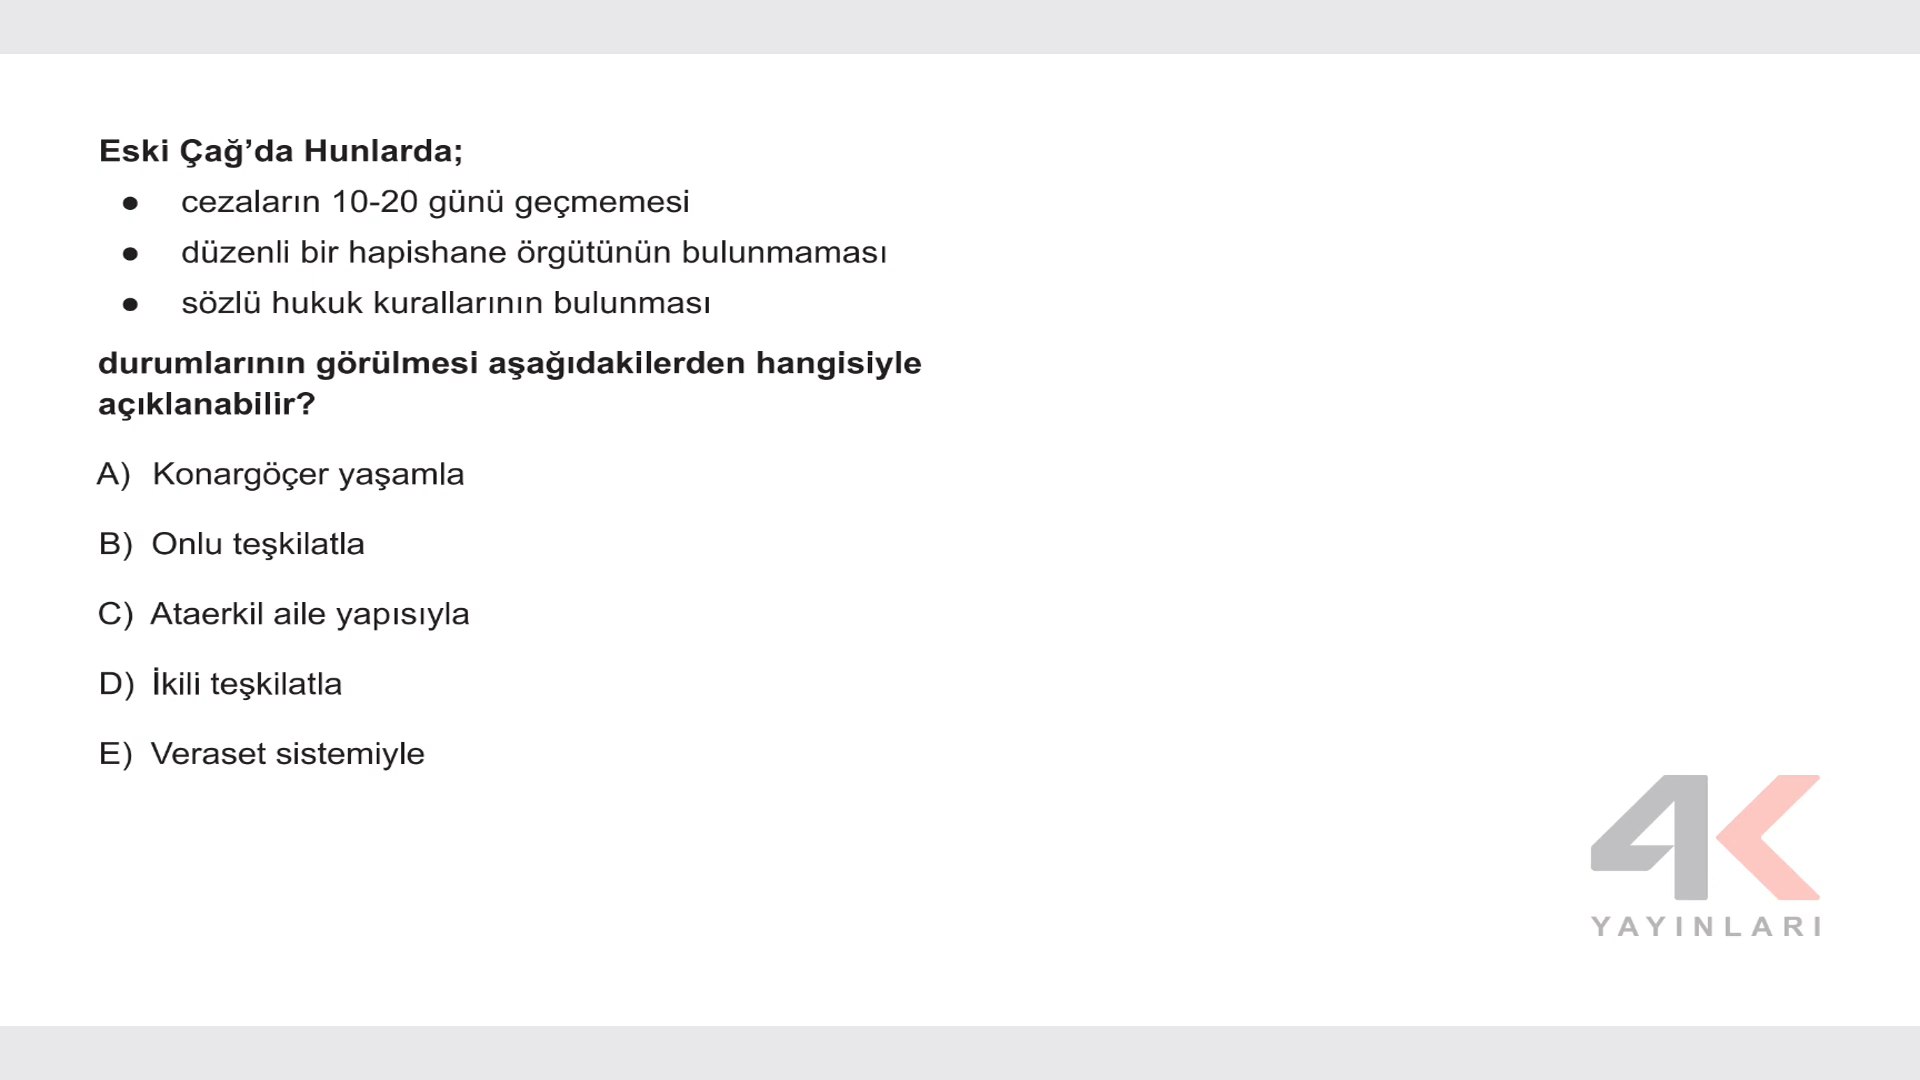 Eski Çağ’da Hunlarda;
● cezaların 10-20 günü geçmemesi
● düzenli bir hapishane örgütünün bulunmaması
● sözlü hukuk kurallarının bulunması
durumlarının görülmesi aşağıdakilerden hangisiyle
açıklanabilir?
A) Konargöçer yaşamla
B) Onlu teşkilatla
C) Ataerkil aile yapısıyla
D) İkili teşkilatla
E) Veraset sistemiyle
4K
YAYINLARI